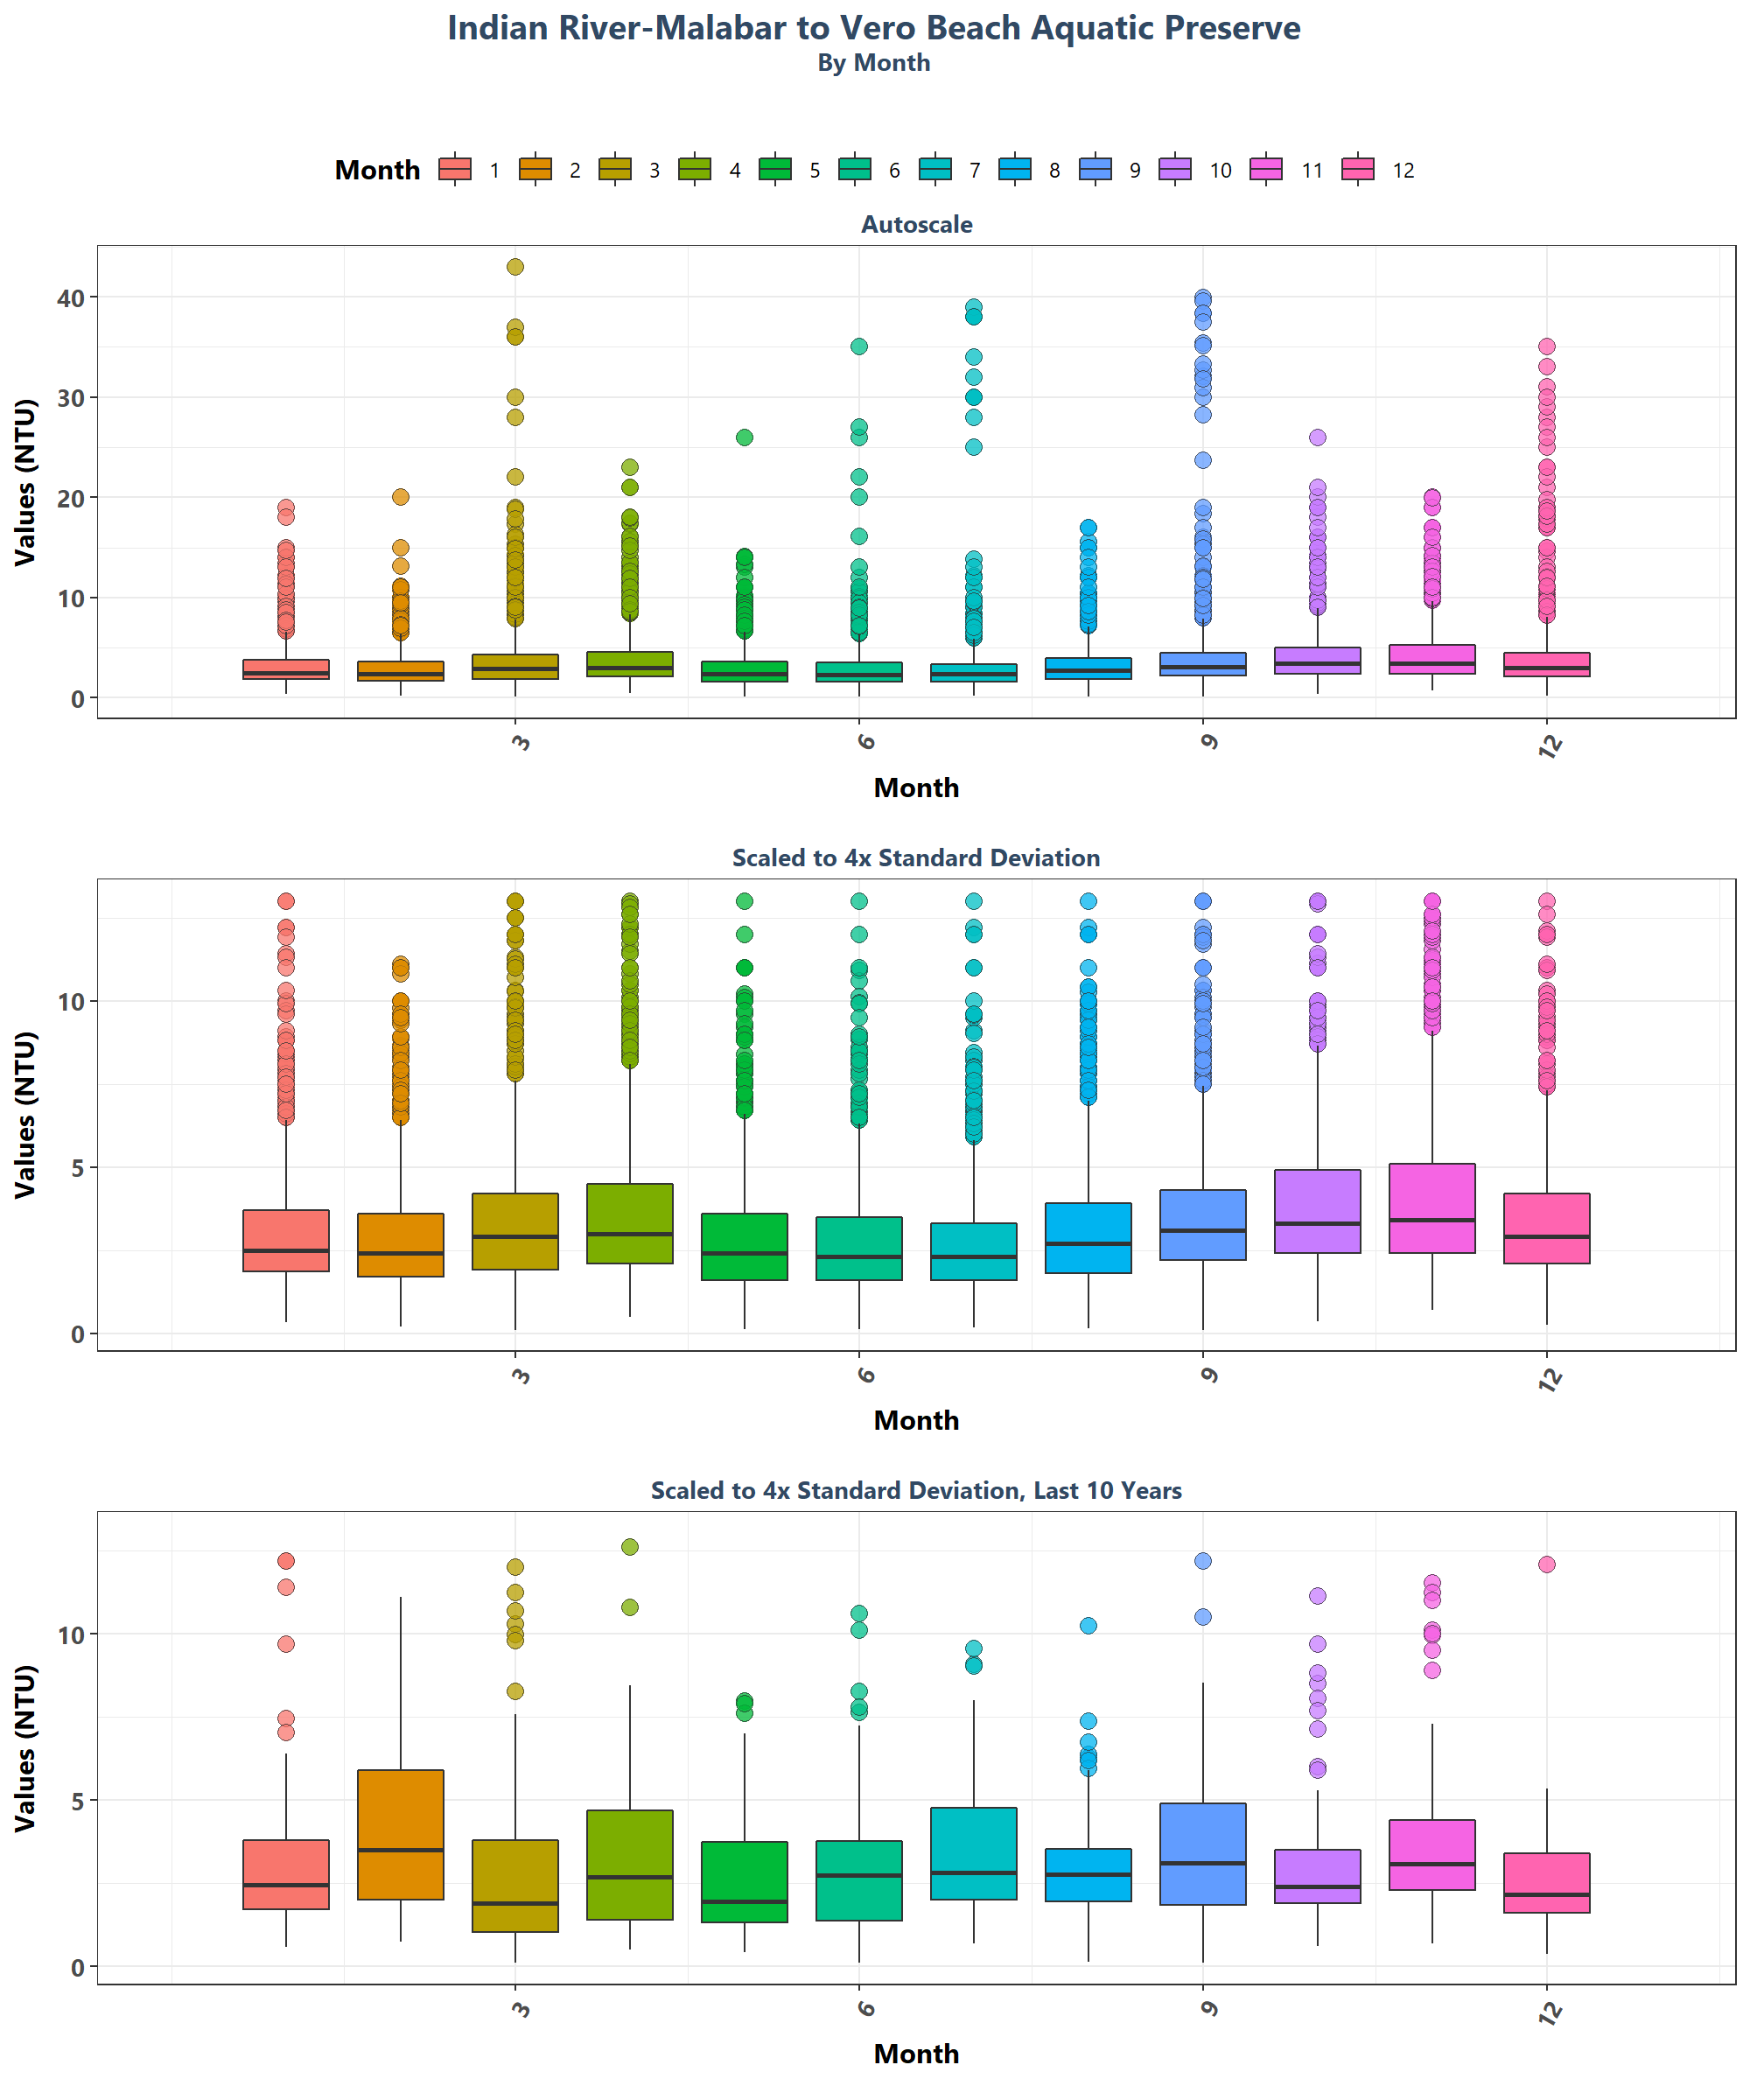 Indian River-Malabar to Vero Beach Aquatic Preserve
By Month
Month 1 2 3 4 5 6 7 8 9 10 11 12
Autoscale
Values (NTU)
40
30
20
10
0
3 6 9 12
Month
Scaled to 4x Standard Deviation
Values (NTU)
10
5
0
3 6 9 12
Month
Scaled to 4x Standard Deviation, Last 10 Years
Values (NTU)
10
5
0
3 6 9 12
Month